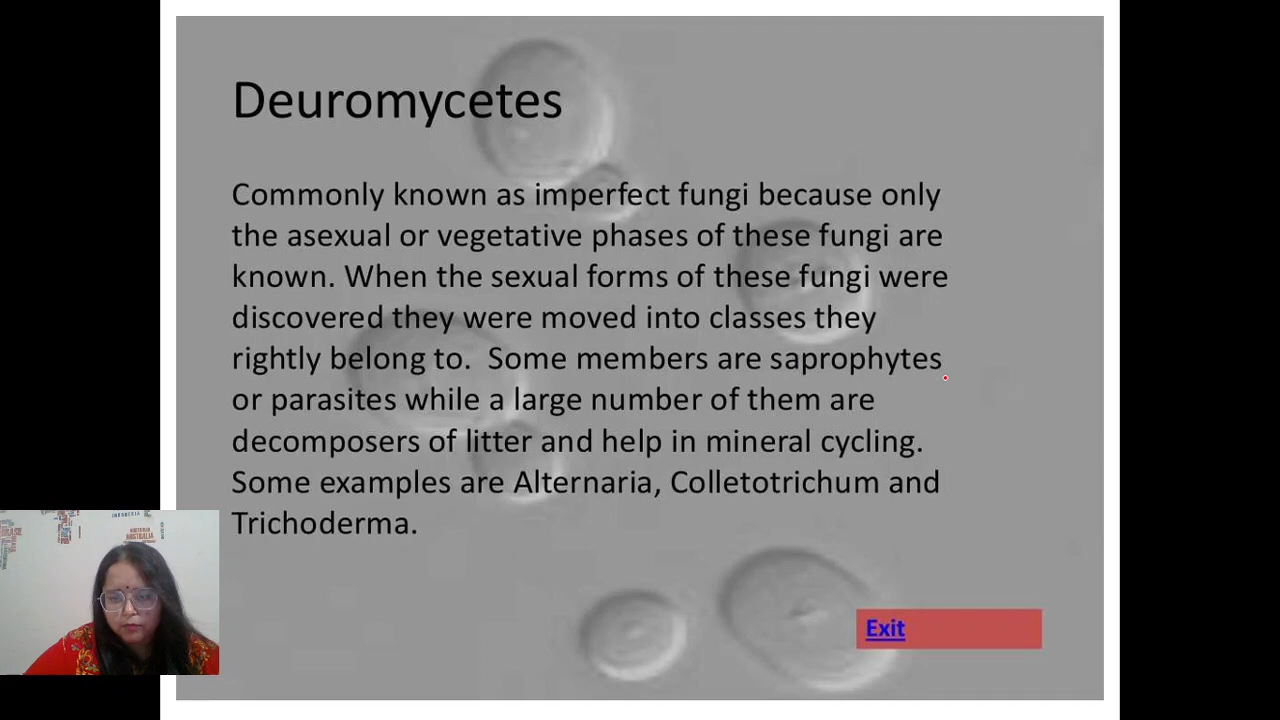 Deuromycetes
Commonly known as imperfect fungi because only
the asexual or vegetative phases of these fungi are
known. When the sexual forms of these fungi were
discovered they were moved into classes they
rightly belong to.  Some members are saprophytes
or parasites while a large number of them are
decomposers of litter and help in mineral cycling.
Some examples are Alternaria, Colletotrichum and
Trichoderma.
Exit